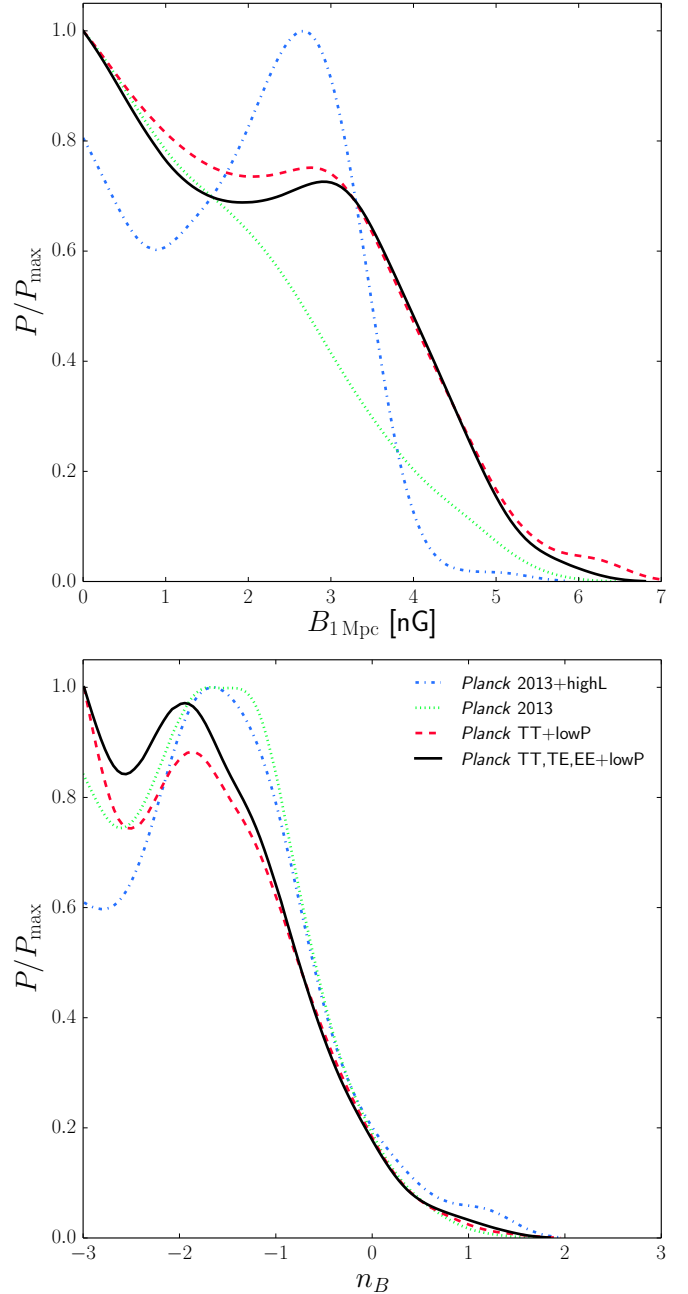 1.0
0.8
0.6
0.4
0.2
0.0
P/P_max
0 1 2 3 4 5 6 7
B_1 Mpc [nG]
1.0
0.8
0.6
0.4
0.2
0.0
P/P_max
Planck 2013+highL
Planck 2013
Planck TT+lowP
Planck TT,TE,EE+lowP
−3 −2 −1 0 1 2 3
n_B